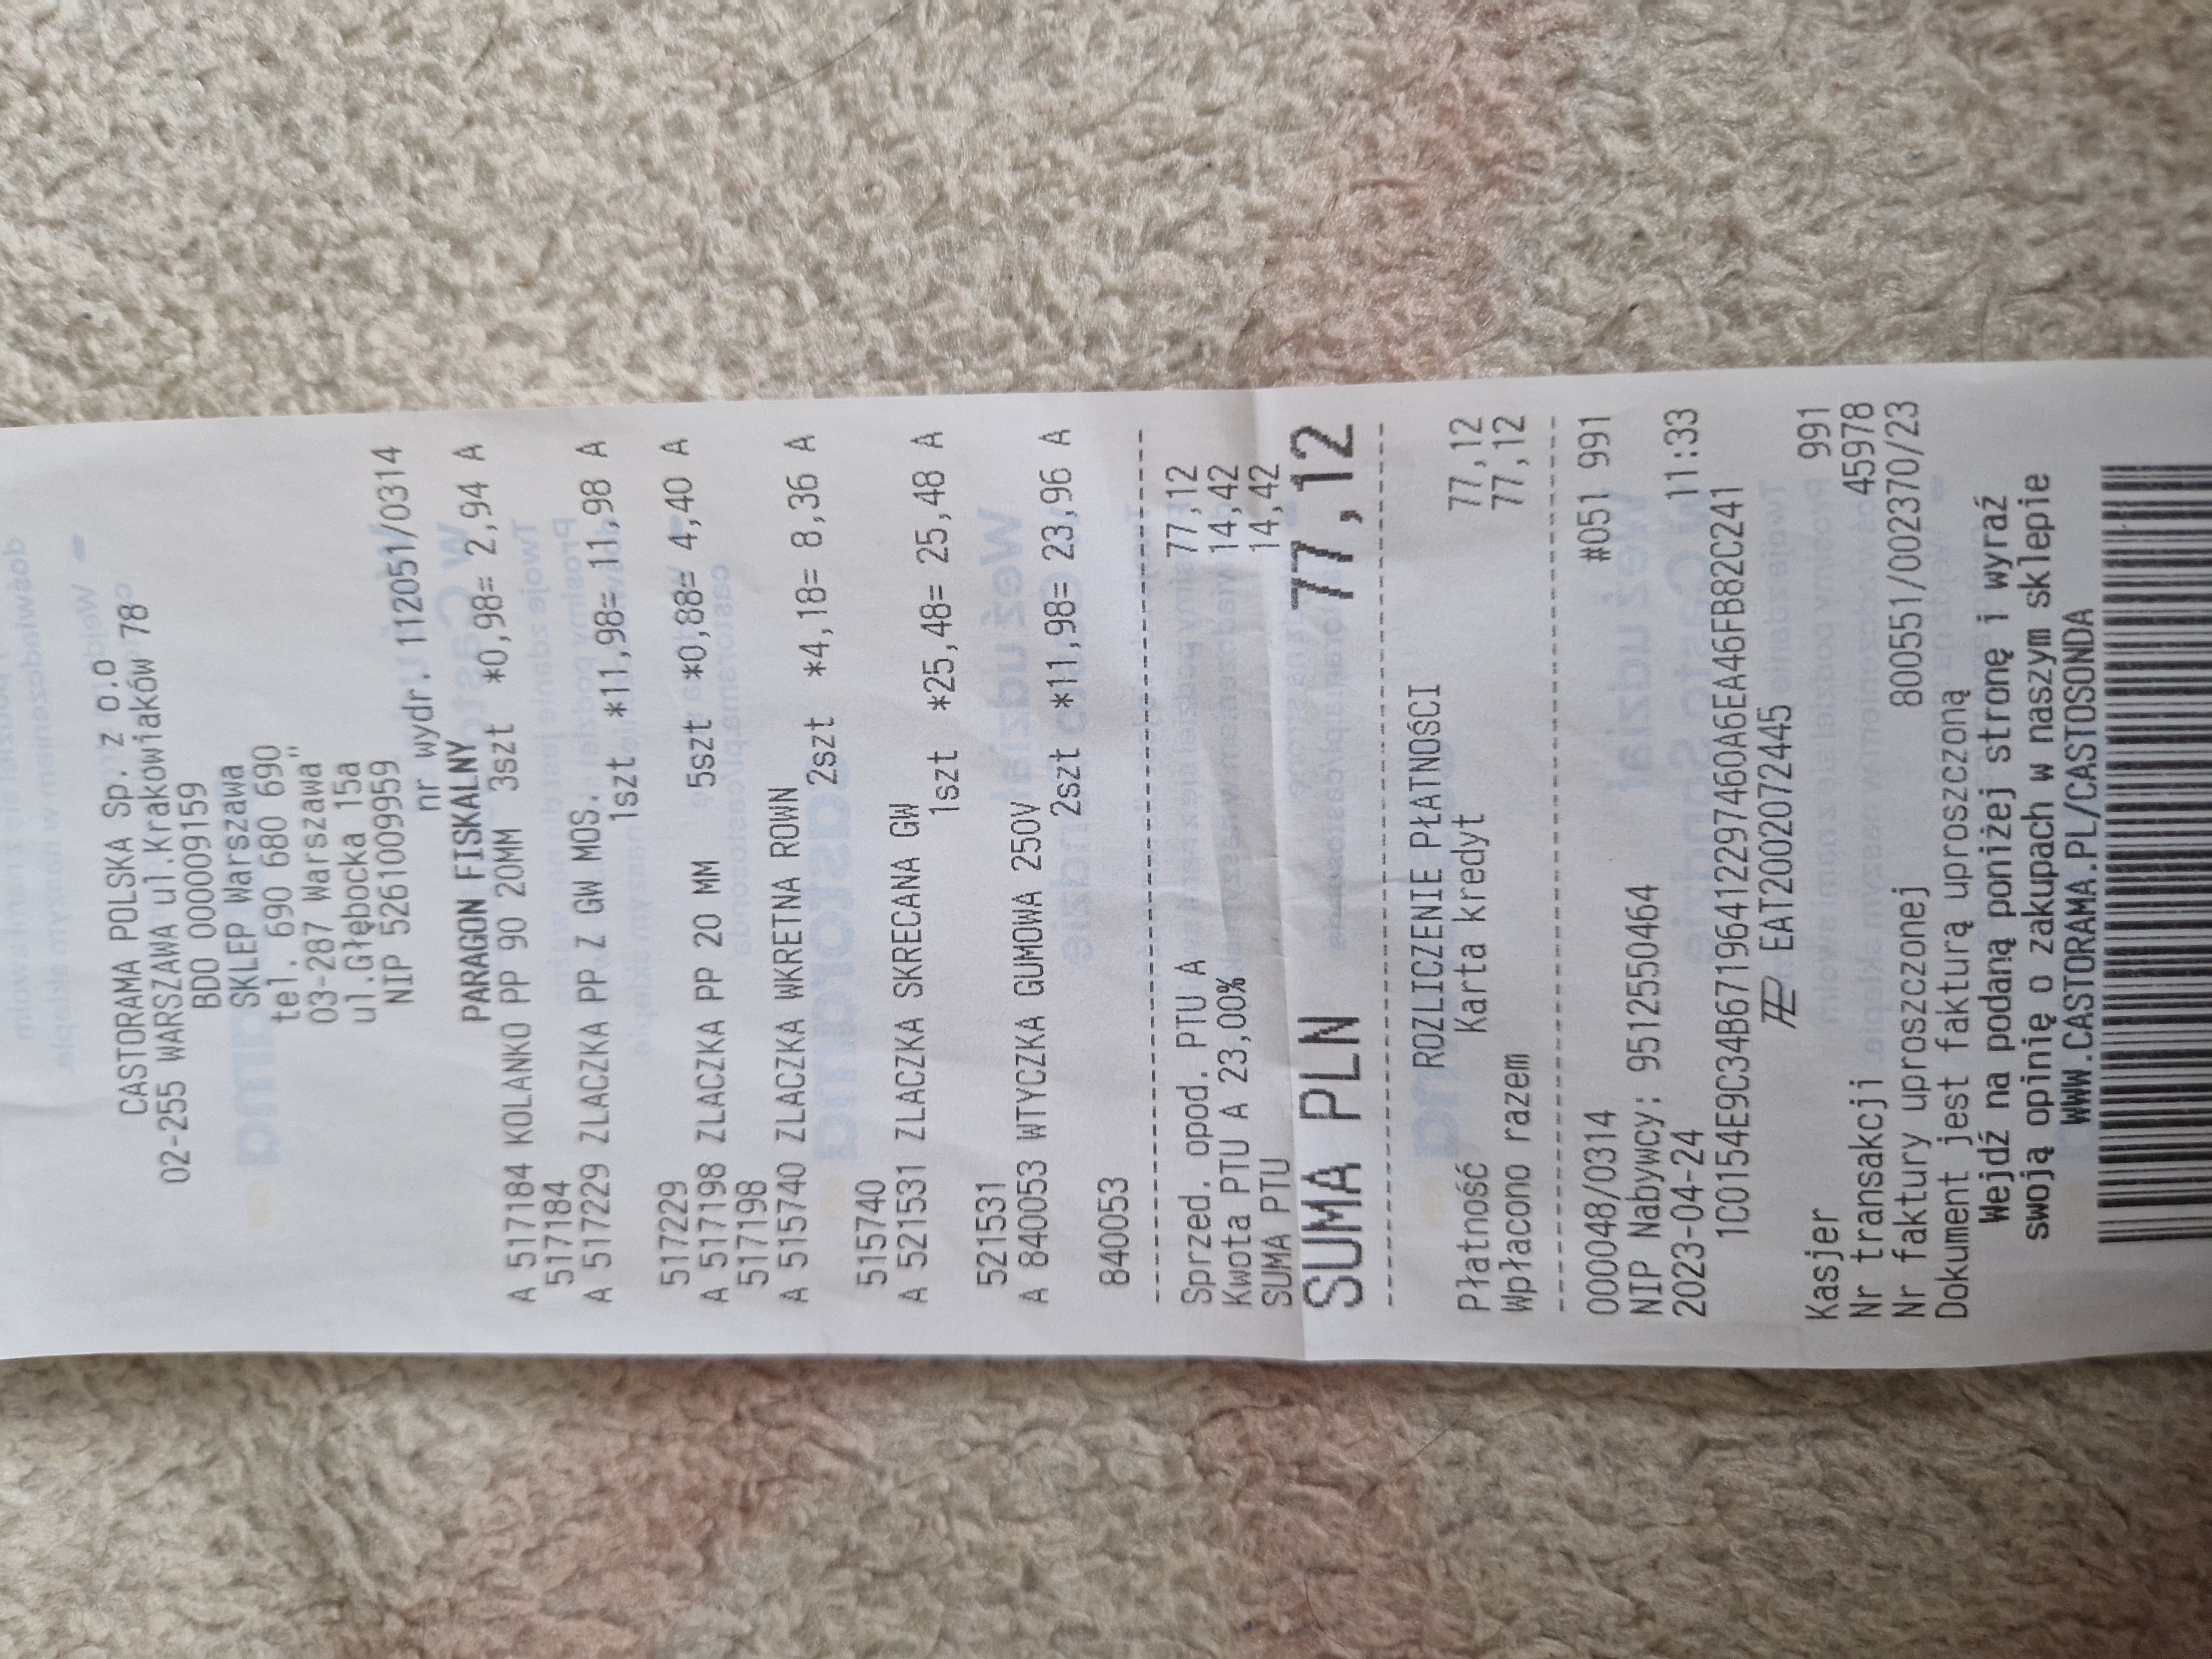 CASTORAMA POLSKA Sp. z o.o
02-255 WARSZAWA ul.Krakowiaków 78
BDO 000009159
SKLEP Warszawa
tel. 690 680 690
03-287 Warszawa"
ul.Głębocka 15a
NIP 5261009959
nr wydr. 112051/0314
PARAGON FISKALNY
A 517184 KOLANKO PP 90 20MM 3szt *0,98= 2,94 A
517184
A 517229 ZLACZKA PP Z GW MOS.
1szt *11,98= 11,98 A
517229
A 517198 ZLACZKA PP 20 MM 5szt *0,88= 4,40 A
517198
A 515740 ZLACZKA WKRETNA ROWN
2szt *4,18= 8,36 A
515740
A 521531 ZLACZKA SKRECANA GW
1szt *25,48= 25,48 A
521531
A 840053 WTYCZKA GUMOWA 250V
2szt *11,98= 23,96 A
840053
Sprzed. opod. PTU A 77,12
Kwota PTU A 23,00% 14,42
SUMA PTU 14,42
SUMA PLN 77,12
ROZLICZENIE PŁATNOŚCI
Płatność Karta kredyt 77,12
Wpłacono razem 77,12
000048/0314 #051 991
NIP Nabywcy: 9512550464
2023-04-24 11:33
1C0154E9C34B67196412297460A6EA46FB82C241
EAT2002072445
Kasjer 991
Nr transakcji 45978
Nr faktury uproszczonej 800551/002370/23
Dokument jest fakturą uproszczoną
Wejdź na podaną poniżej stronę i wyraź
swoją opinię o zakupach w naszym sklepie
WWW.CASTORAMA.PL/CASTOSONDA